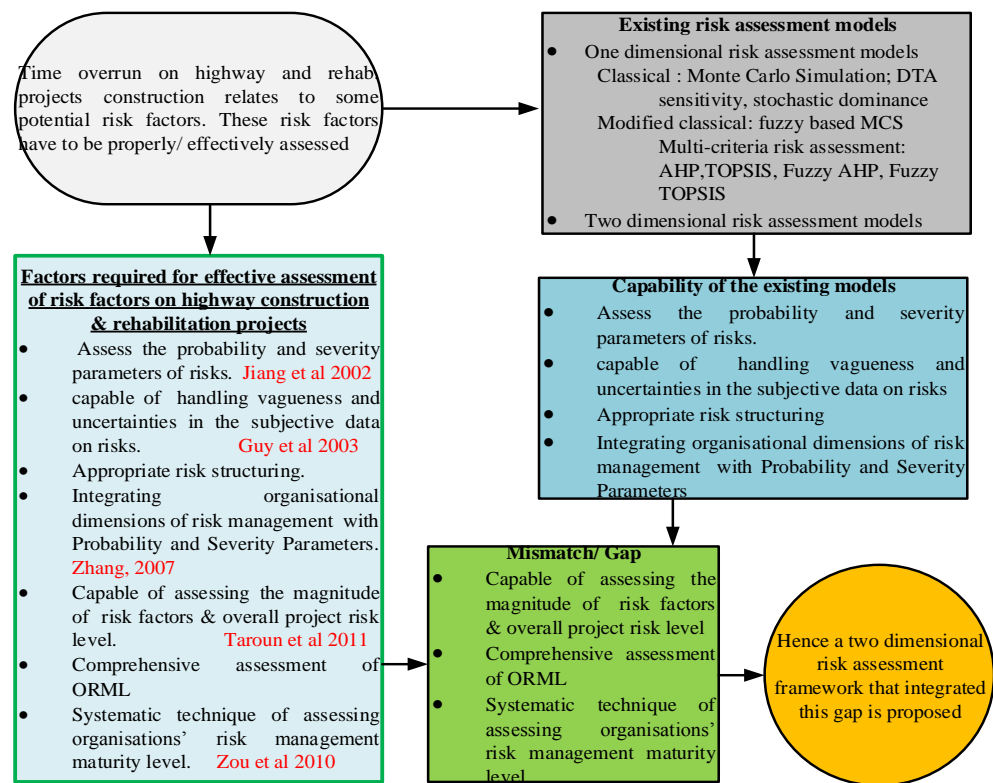 Time overrun on highway and rehab
projects construction relates to some
potential risk factors. These risk factors
have to be properly/ effectively assessed
Existing risk assessment models
• One dimensional risk assessment models
Classical : Monte Carlo Simulation; DTA
sensitivity, stochastic dominance
Modified classical: fuzzy based MCS
Multi-criteria risk assessment:
AHP,TOPSIS, Fuzzy AHP, Fuzzy
TOPSIS
• Two dimensional risk assessment models
Factors required for effective assessment
of risk factors on highway construction
& rehabilitation projects
• Assess the probability and severity
parameters of risks. Jiang et al 2002
• capable of handling vagueness and
uncertainties in the subjective data
on risks. Guy et al 2003
• Appropriate risk structuring.
• Integrating organisational
dimensions of risk management with
Probability and Severity Parameters.
Zhang, 2007
• Capable of assessing the magnitude
of risk factors & overall project risk
level. Taroun et al 2011
• Comprehensive assessment of
ORML
• Systematic technique of assessing
organisations' risk management
maturity level. Zou et al 2010
Capability of the existing models
• Assess the probability and severity
parameters of risks.
• capable of handling vagueness and
uncertainties in the subjective data on risks
• Appropriate risk structuring
• Integrating organisational dimensions of risk
management with Probability and Severity
Parameters
Mismatch/ Gap
• Capable of assessing the
magnitude of risk factors
& overall project risk level
• Comprehensive assessment
of ORML
• Systematic technique of
assessing organisations'
risk management maturity
level
Hence a two dimensional
risk assessment
framework that integrated
this gap is proposed